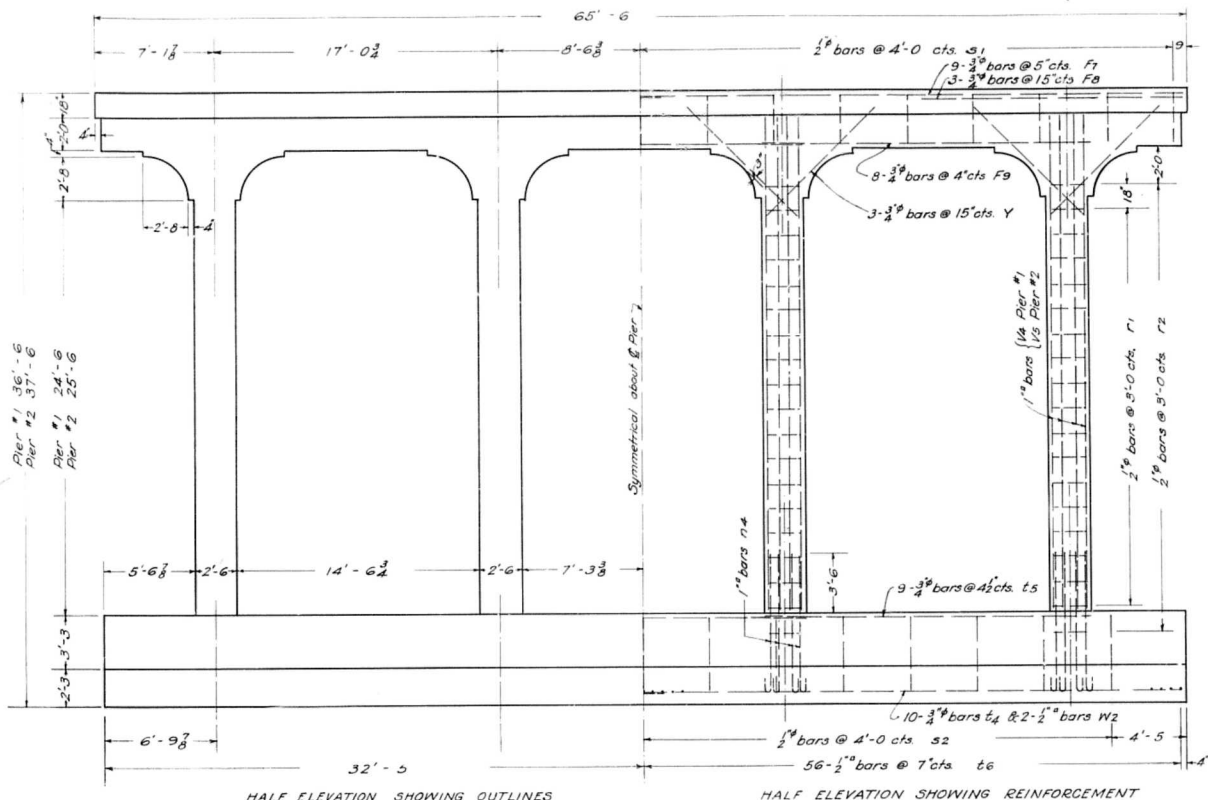 65'-6
7'-1 7/8
17'-0 3/4
8'-6 3/8
1/2"ϕ bars @ 4'-0 cts. S1
9
9-3/4"ϕ bars @ 5"cts. F7
3-3/4"ϕ bars @ 15"cts. F8
18"
2'-0
4"
4"
2'-8
2'-8
4"
8-3/4"ϕ bars @ 4"cts F9
3-3/4"ϕ bars @ 15"cts. Y
2'-0
18"
Pier #1 36'-6
Pier #2 37'-6
Pier #1 24'-6
Pier #2 25'-6
Symmetrical about ℄ Pier
1"▫ bars {V4 Pier #1
{V5 Pier #2
1/2"ϕ bars @ 3'-0 cts. r1
1/2"ϕ bars @ 3'-0 cts. r2
1"▫ bars n4
3'-6
5'-6 7/8
2'-6
14'-6 3/4
2'-6
7'-3 3/8
9-3/4"ϕ bars @ 4 1/2 cts. t5
3'-3
2'-3
10-3/4"ϕ bars t4 & 2-1/2"▫ bars W2
6'-9 7/8
1/2"ϕ bars @ 4'-0 cts. S2
4'-5
32'-5
56-1/2"▫ bars @ 7"cts. t6
4"
HALF ELEVATION SHOWING OUTLINES
HALF ELEVATION SHOWING REINFORCEMENT